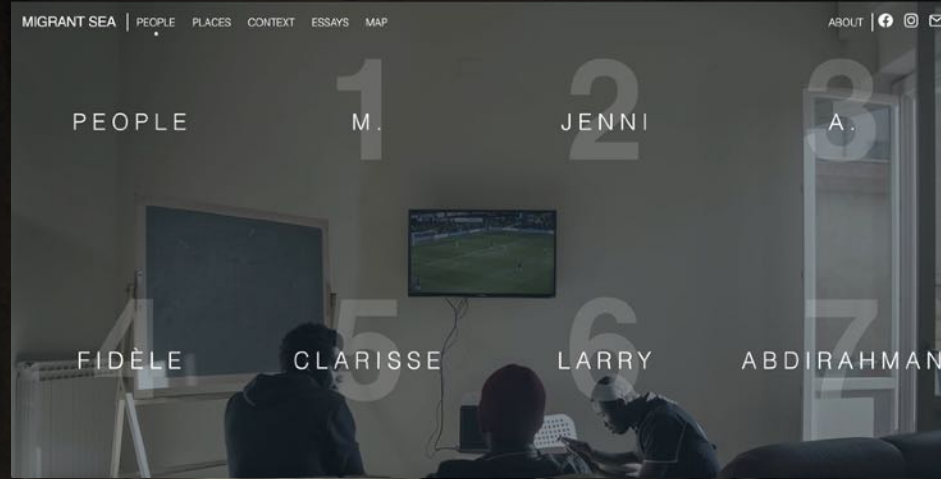 MIGRANT SEA | PEOPLE PLACES CONTEXT ESSAYS MAP ABOUT |
1 2 3
PEOPLE M. JENNI A.
4 5 6 7
FIDÈLE CLARISSE LARRY ABDIRAHMAN